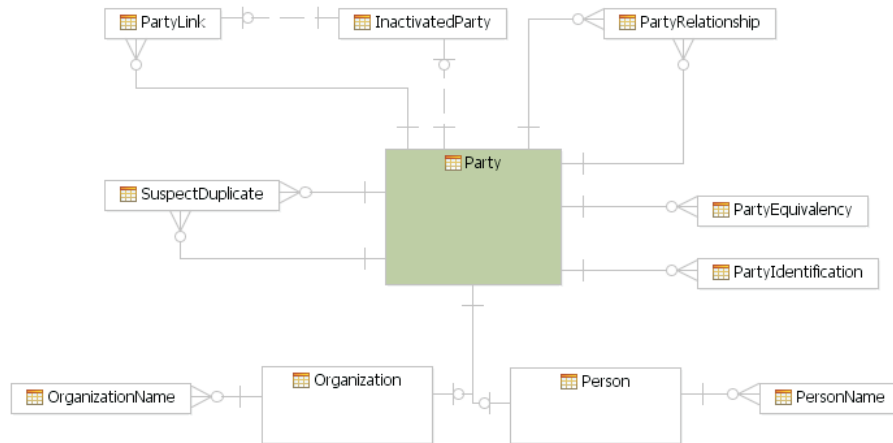 PartyLink
InactivatedParty
PartyRelationship
Party
SuspectDuplicate
PartyEquivalency
PartyIdentification
Organization
Person
OrganizationName
PersonName